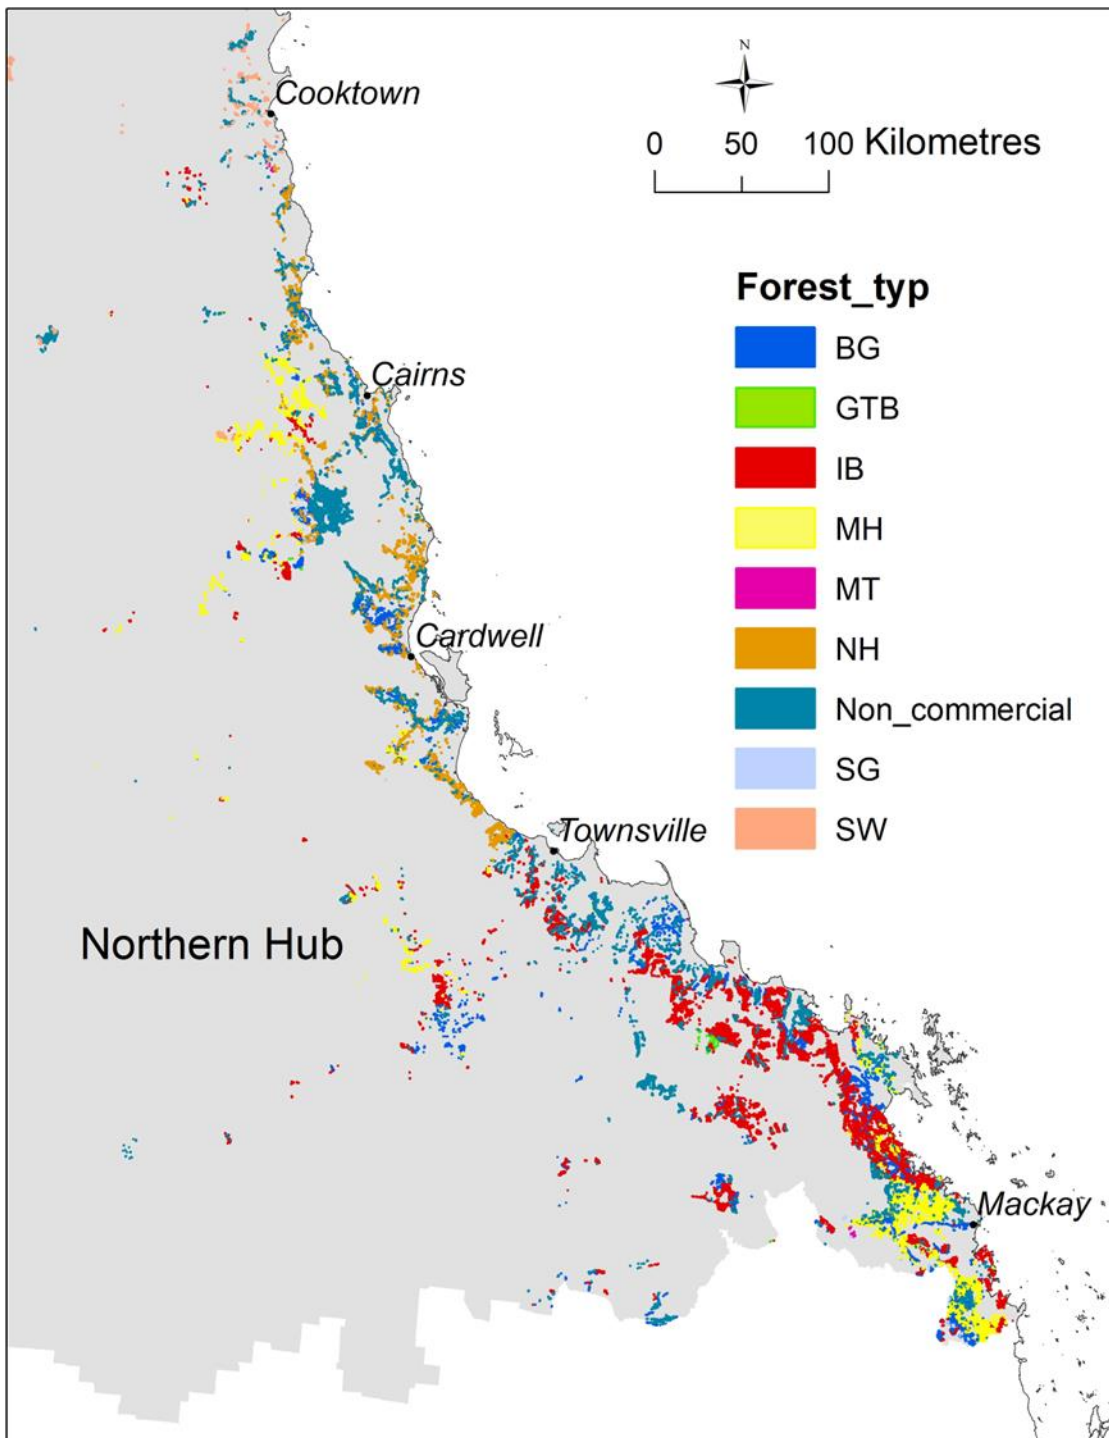 N
Cooktown
0 50 100 Kilometres
Forest_typ
BG
Cairns
GTB
IB
MH
MT
NH
Cardwell
Non_commercial
SG
SW
Townsville
Northern Hub
Mackay